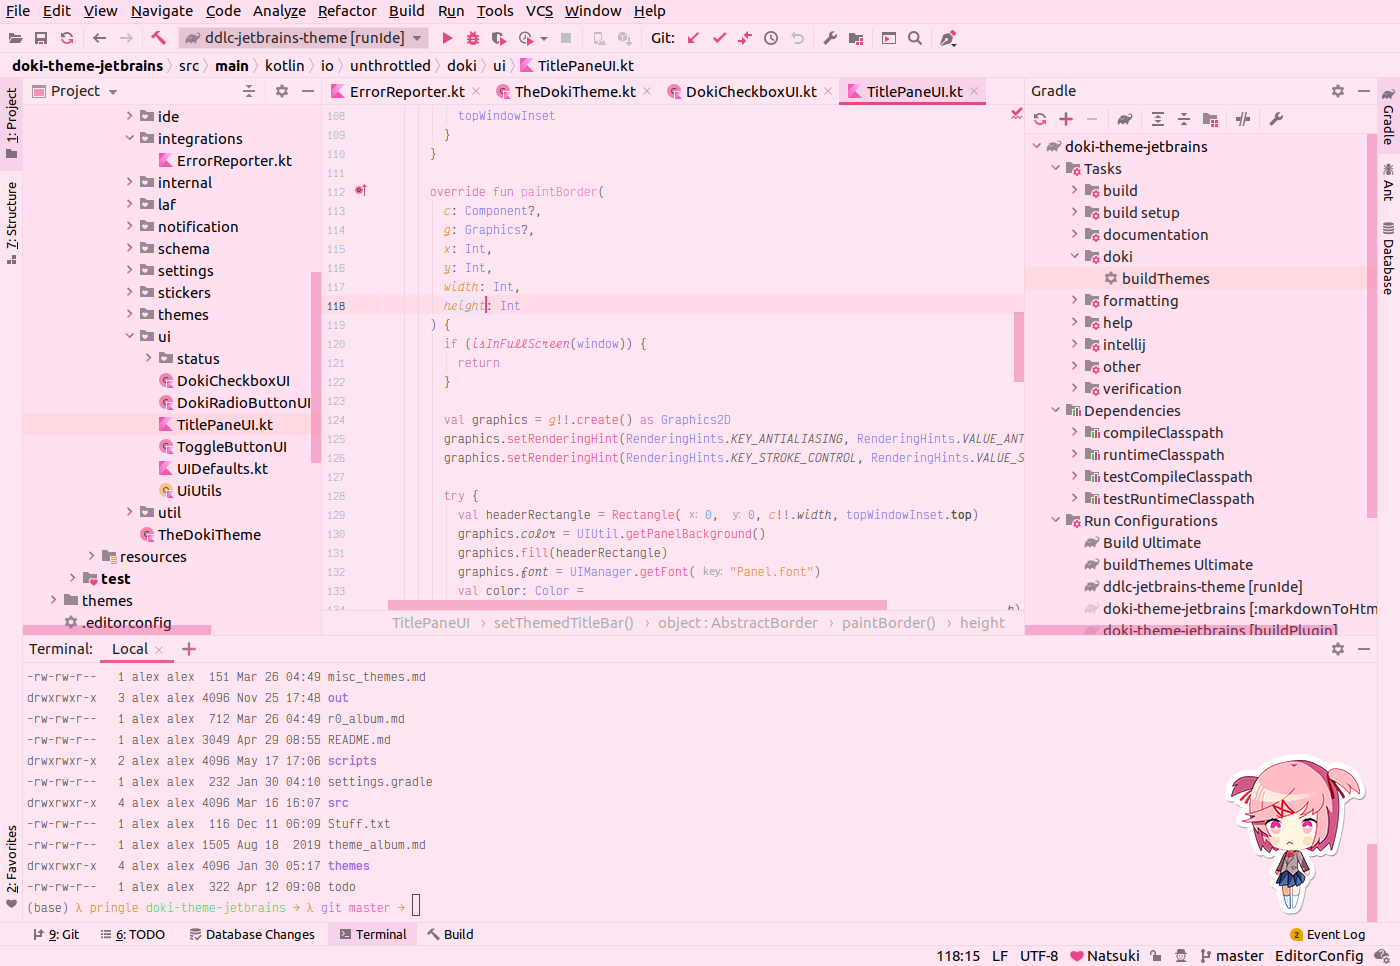 File Edit View Navigate Code Analyze Refactor Build Run Tools VCS Window Help
ddlc-jetbrains-theme [runIde] Git:
doki-theme-jetbrains src main kotlin io unthrottled doki ui TitlePaneUI.kt
1: Project
7: Structure
2: Favorites
Project
ide
integrations
ErrorReporter.kt
internal
laf
notification
schema
settings
stickers
themes
ui
status
DokiCheckboxUI
DokiRadioButtonUI
TitlePaneUI.kt
ToggleButtonUI
UIDefaults.kt
UiUtils
util
TheDokiTheme
resources
test
themes
.editorconfig
ErrorReporter.kt TheDokiTheme.kt DokiCheckboxUI.kt TitlePaneUI.kt
108 topWindowInset
109 }
110 }
111
112 override fun paintBorder(
113 c: Component?,
114 g: Graphics?,
115 x: Int,
116 y: Int,
117 width: Int,
118 height: Int
119 ) {
120 if (isInFullScreen(window)) {
121 return
122 }
123
124 val graphics = g!!.create() as Graphics2D
125 graphics.setRenderingHint(RenderingHints.KEY_ANTIALIASING, RenderingHints.VALUE_ANT
126 graphics.setRenderingHint(RenderingHints.KEY_STROKE_CONTROL, RenderingHints.VALUE_S
127
128 try {
129 val headerRectangle = Rectangle( x: 0, y: 0, c!!.width, topWindowInset.top)
130 graphics.color = UIUtil.getPanelBackground()
131 graphics.fill(headerRectangle)
132 graphics.font = UIManager.getFont( key: "Panel.font")
133 val color: Color =
134 h)
TitlePaneUI setThemedTitleBar() object : AbstractBorder paintBorder() height
Gradle
doki-theme-jetbrains
Tasks
build
build setup
documentation
doki
buildThemes
formatting
help
intellij
other
verification
Dependencies
compileClasspath
runtimeClasspath
testCompileClasspath
testRuntimeClasspath
Run Configurations
Build Ultimate
buildThemes Ultimate
ddlc-jetbrains-theme [runIde]
doki-theme-jetbrains [:markdownToHtm
doki-theme-jetbrains [buildPlugin]
Gradle
Ant
Database
Terminal: Local
-rw-rw-r-- 1 alex alex 151 Mar 26 04:49 misc_themes.md
drwxrwxr-x 3 alex alex 4096 Nov 25 17:48 out
-rw-rw-r-- 1 alex alex 712 Mar 26 04:49 r0_album.md
-rw-rw-r-- 1 alex alex 3049 Apr 29 08:55 README.md
drwxrwxr-x 2 alex alex 4096 May 17 17:06 scripts
-rw-rw-r-- 1 alex alex 232 Jan 30 04:10 settings.gradle
drwxrwxr-x 4 alex alex 4096 Mar 16 16:07 src
-rw-rw-r-- 1 alex alex 116 Dec 11 06:09 Stuff.txt
-rw-rw-r-- 1 alex alex 1505 Aug 18 2019 theme_album.md
drwxrwxr-x 4 alex alex 4096 Jan 30 05:17 themes
-rw-rw-r-- 1 alex alex 322 Apr 12 09:08 todo
(base) λ pringle doki-theme-jetbrains → λ git master →
9: Git 6: TODO Database Changes Terminal Build 2 Event Log
118:15 LF UTF-8 Natsuki master EditorConfig